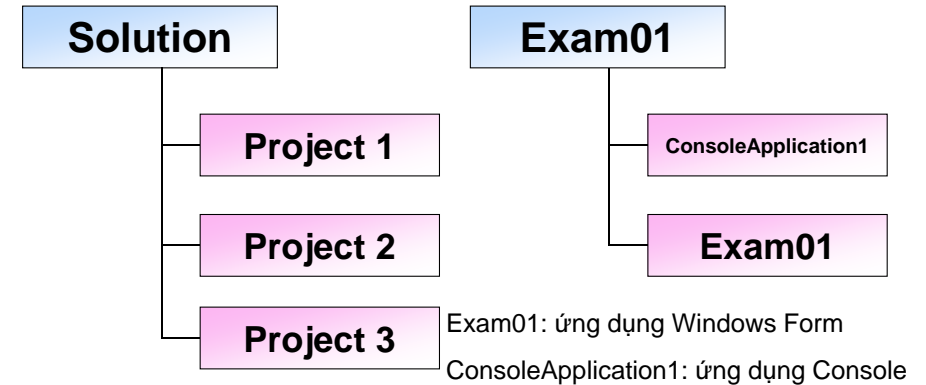 Solution
Project 1
Project 2
Project 3
Exam01
ConsoleApplication1
Exam01
Exam01: ứng dụng Windows Form
ConsoleApplication1: ứng dụng Console